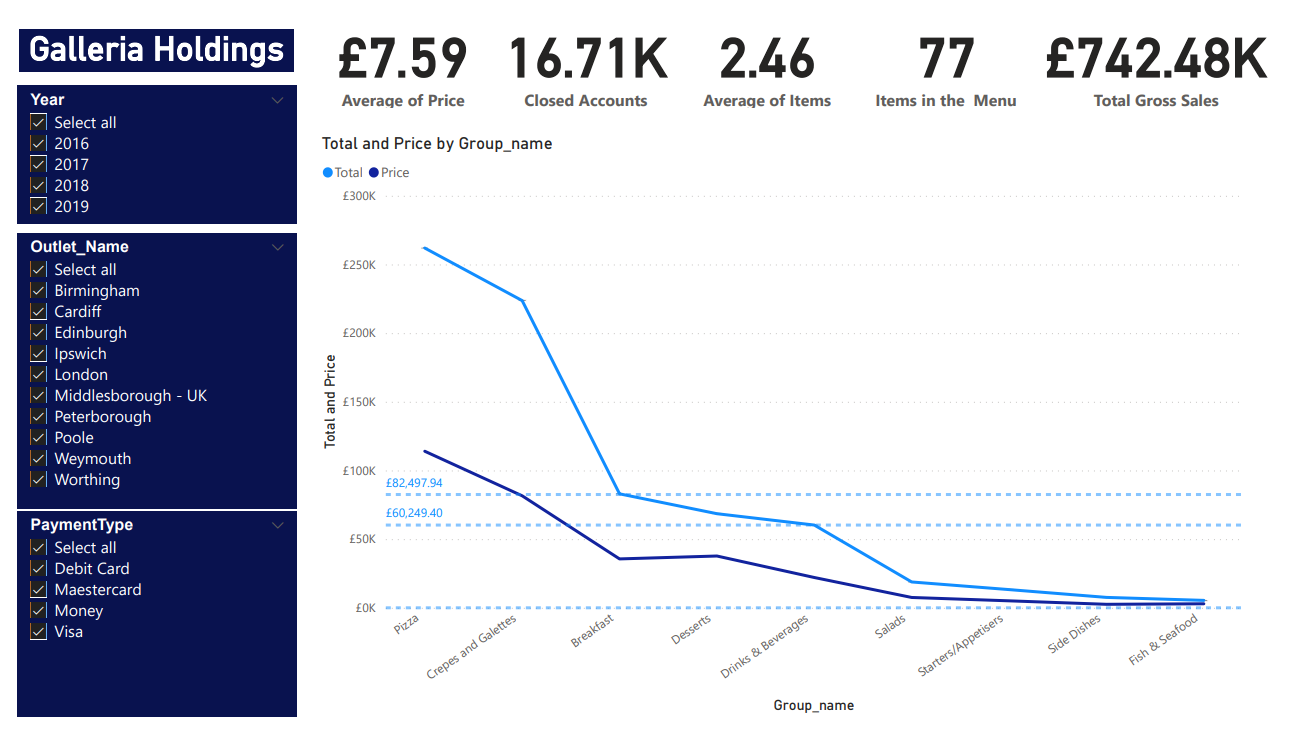 Galleria Holdings
£7.59
Average of Price
16.71K
Closed Accounts
2.46
Average of Items
77
Items in the Menu
£742.48K
Total Gross Sales
Year
Select all
2016
2017
2018
2019
Outlet_Name
Select all
Birmingham
Cardiff
Edinburgh
Ipswich
London
Middlesborough - UK
Peterborough
Poole
Weymouth
Worthing
PaymentType
Select all
Debit Card
Maestercard
Money
Visa
Total and Price by Group_name
Total Price
Total and Price
£300K
£250K
£200K
£150K
£100K
£82,497.94
£60,249.40
£50K
£0K
Pizza
Crepes and Galettes
Breakfast
Desserts
Drinks & Beverages
Salads
Starters/Appetisers
Side Dishes
Fish & Seafood
Group_name